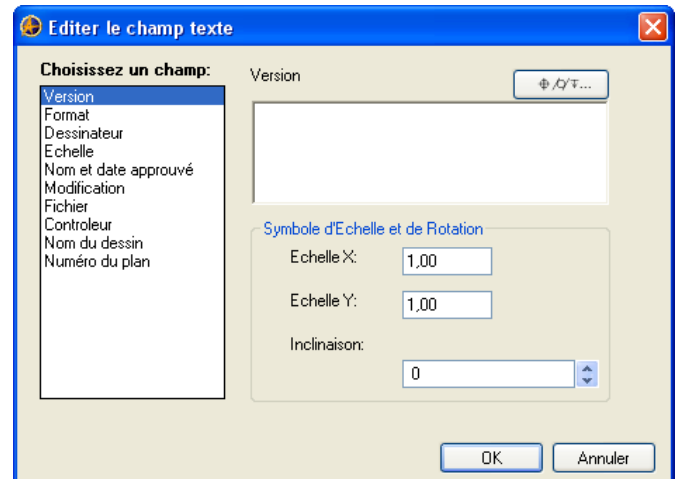 Editer le champ texte
Choisissez un champ:
Version
Format
Dessinateur
Echelle
Nom et date approuvé
Modification
Fichier
Controleur
Nom du dessin
Numéro du plan
Version
Symbole d'Echelle et de Rotation
Echelle X:
1,00
Echelle Y:
1,00
Inclinaison:
0
OK
Annuler